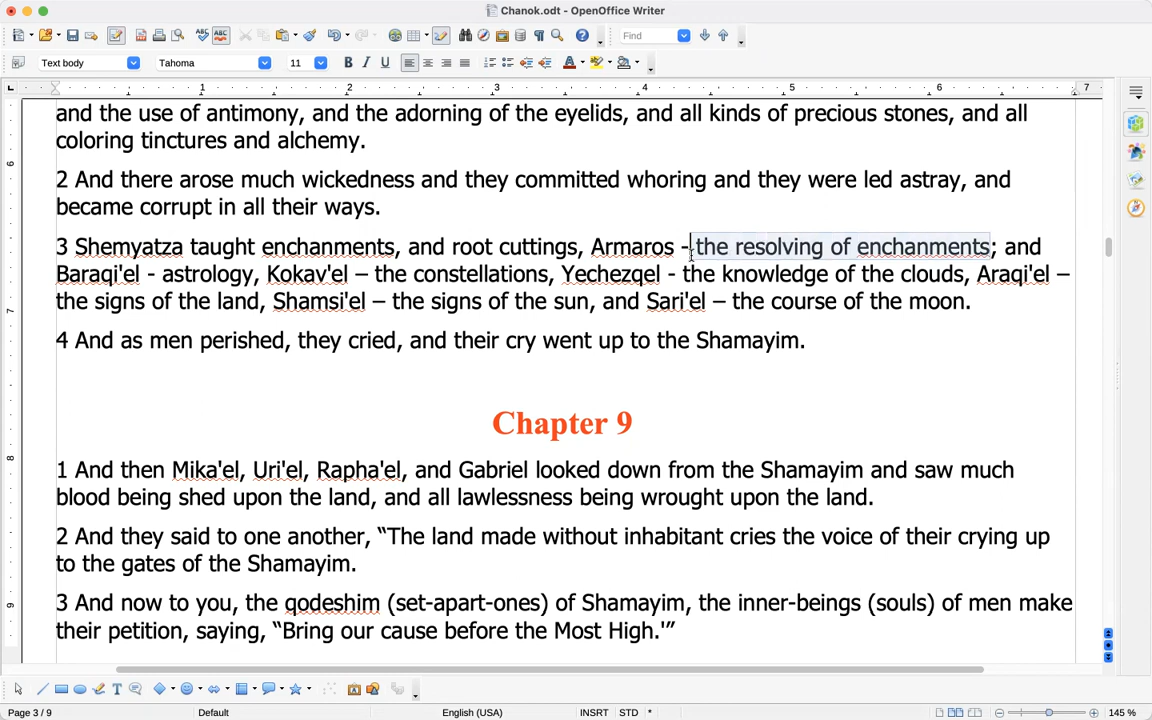 Chanok.odt - OpenOffice Writer
Find
Text body Tahoma 11
1 2 3 4 5 6 7
and the use of antimony, and the adorning of the eyelids, and all kinds of precious stones, and all
coloring tinctures and alchemy.
2 And there arose much wickedness and they committed whoring and they were led astray, and
became corrupt in all their ways.
3 Shemyatza taught enchanments, and root cuttings, Armaros - the resolving of enchanments; and
Baraqi'el - astrology, Kokav'el – the constellations, Yechezqel - the knowledge of the clouds, Araqi'el –
the signs of the land, Shamsi'el – the signs of the sun, and Sari'el – the course of the moon.
4 And as men perished, they cried, and their cry went up to the Shamayim.
Chapter 9
1 And then Mika'el, Uri'el, Rapha'el, and Gabriel looked down from the Shamayim and saw much
blood being shed upon the land, and all lawlessness being wrought upon the land.
2 And they said to one another, “The land made without inhabitant cries the voice of their crying up
to the gates of the Shamayim.
3 And now to you, the qodeshim (set-apart-ones) of Shamayim, the inner-beings (souls) of men make
their petition, saying, “Bring our cause before the Most High.'”
Page 3 / 9 Default English (USA) INSRT STD * 145 %